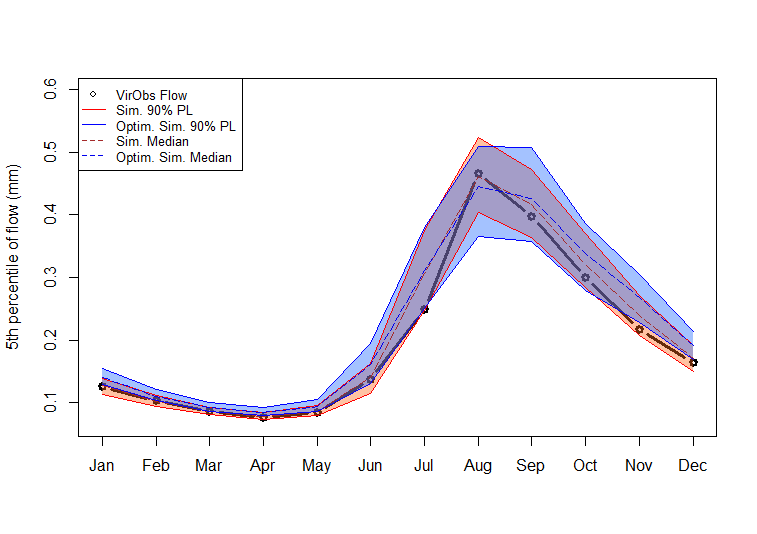 VirObs Flow
Sim. 90% PL
Optim. Sim. 90% PL
Sim. Median
Optim. Sim. Median
5th percentile of flow (mm)
0.6
0.5
0.4
0.3
0.2
0.1
Jan Feb Mar Apr May Jun Jul Aug Sep Oct Nov Dec